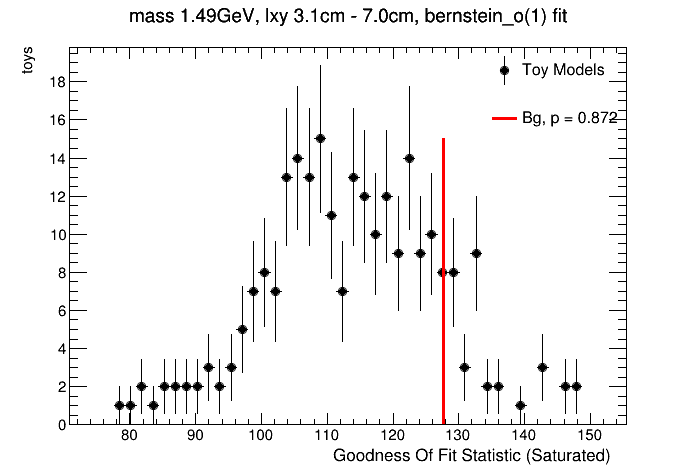 mass 1.49GeV, lxy 3.1cm - 7.0cm, bernstein_o(1) fit
toys
Toy Models
Bg, p = 0.872
18
16
14
12
10
8
6
4
2
0
80 90 100 110 120 130 140 150
Goodness Of Fit Statistic (Saturated)